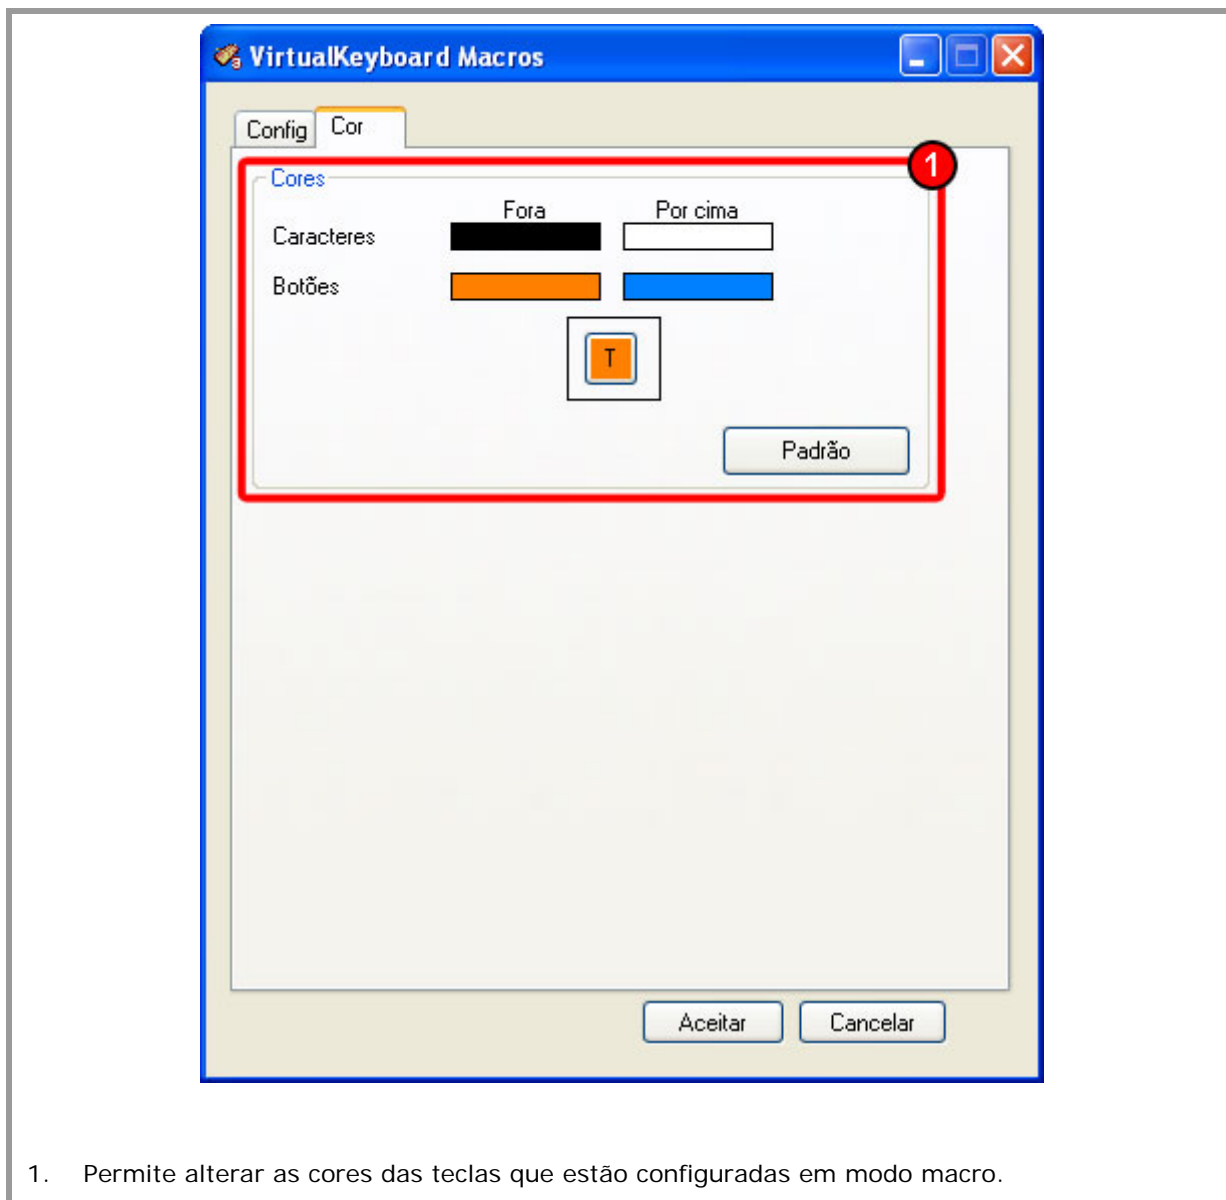 VirtualKeyboard Macros
Config Cor
1
Cores
Fora Por cima
Caracteres
Botões
T
Padrão
Aceitar Cancelar
1. Permite alterar as cores das teclas que estão configuradas em modo macro.